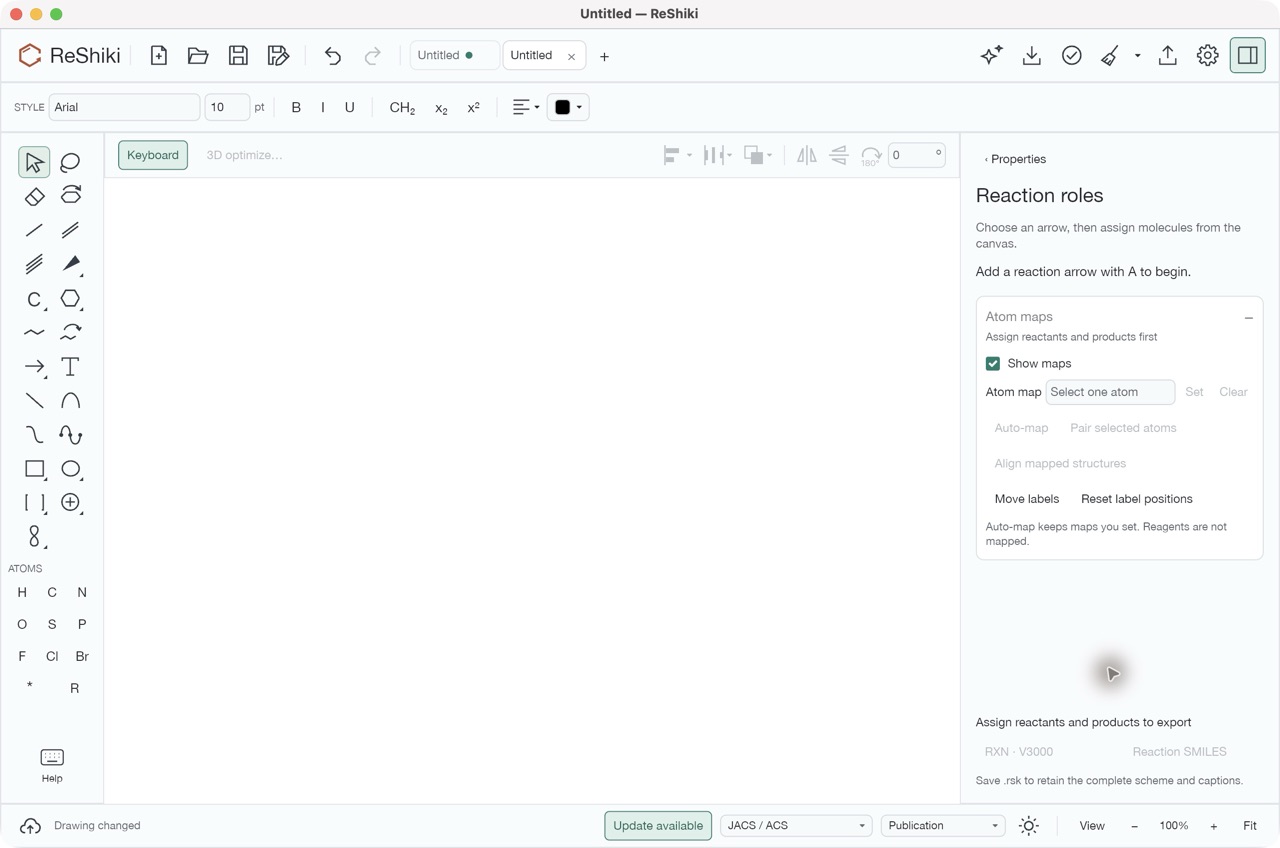 Untitled — ReShiki
ReShiki
Untitled
Untitled
STYLE
Arial
10
pt
B
I
U
CH₂
x₂
x²
Keyboard
3D optimize...
180°
0
°
‹ Properties
Reaction roles
Choose an arrow, then assign molecules from the
canvas.
Add a reaction arrow with A to begin.
Atom maps
Assign reactants and products first
Show maps
Atom map
Select one atom
Set
Clear
Auto-map
Pair selected atoms
Align mapped structures
Move labels
Reset label positions
Auto-map keeps maps you set. Reagents are not
mapped.
C
T
ATOMS
H C N
O S P
F Cl Br
* R
Help
Assign reactants and products to export
RXN · V3000
Reaction SMILES
Save .rsk to retain the complete scheme and captions.
Drawing changed
Update available
JACS / ACS
Publication
View
−
100%
+
Fit